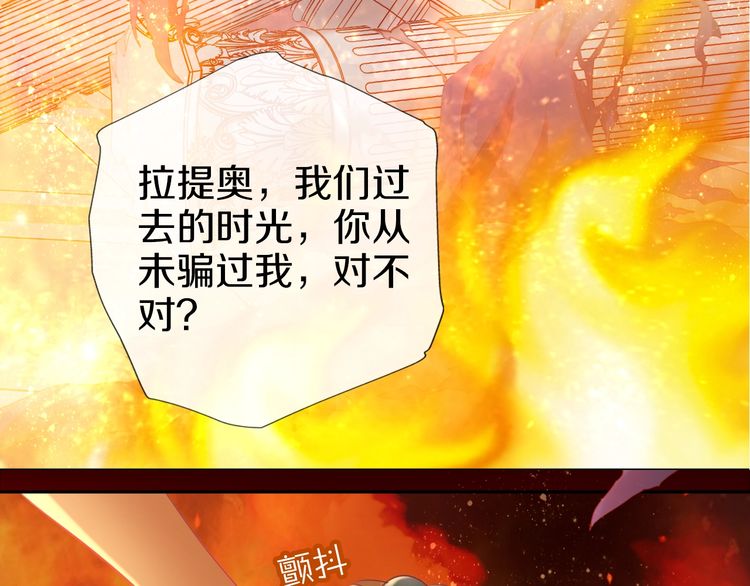 拉提奥，我们过
去的时光，你从
未骗过我，对不
对？
颤抖